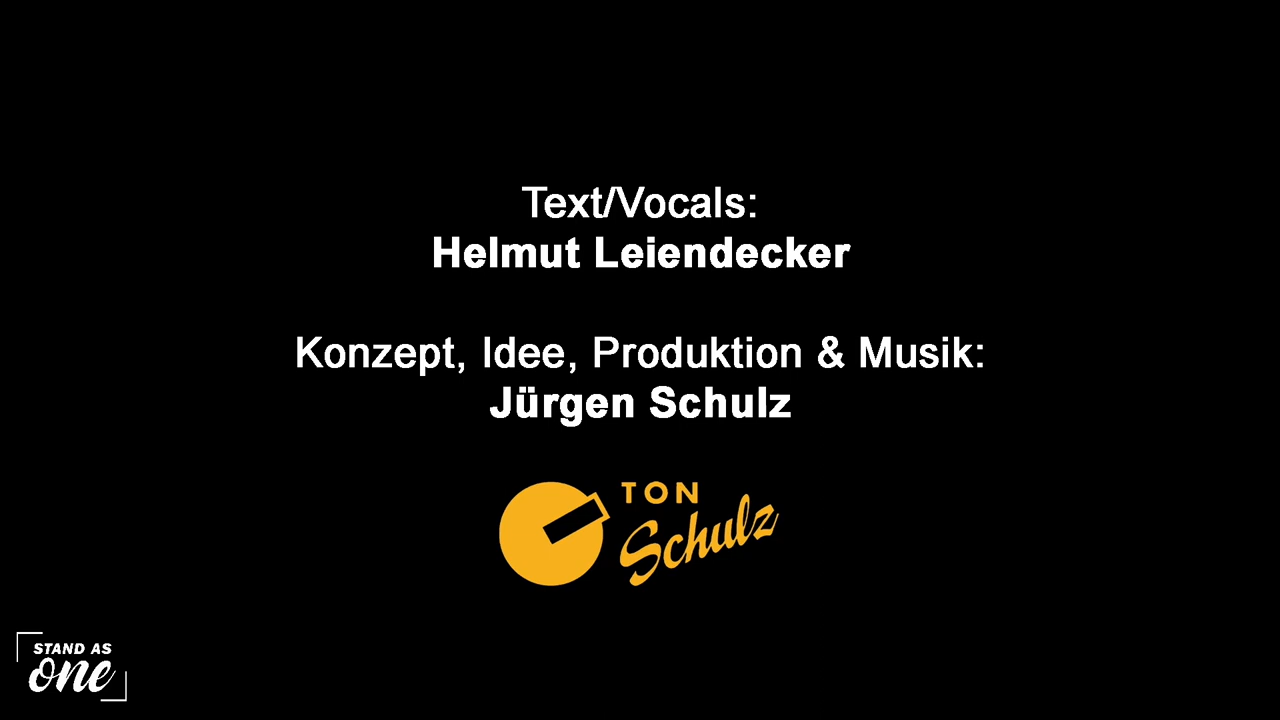 Text/Vocals:
Helmut Leiendecker
Konzept, Idee, Produktion & Musik:
Jürgen Schulz
TON
Schulz
STAND AS
one